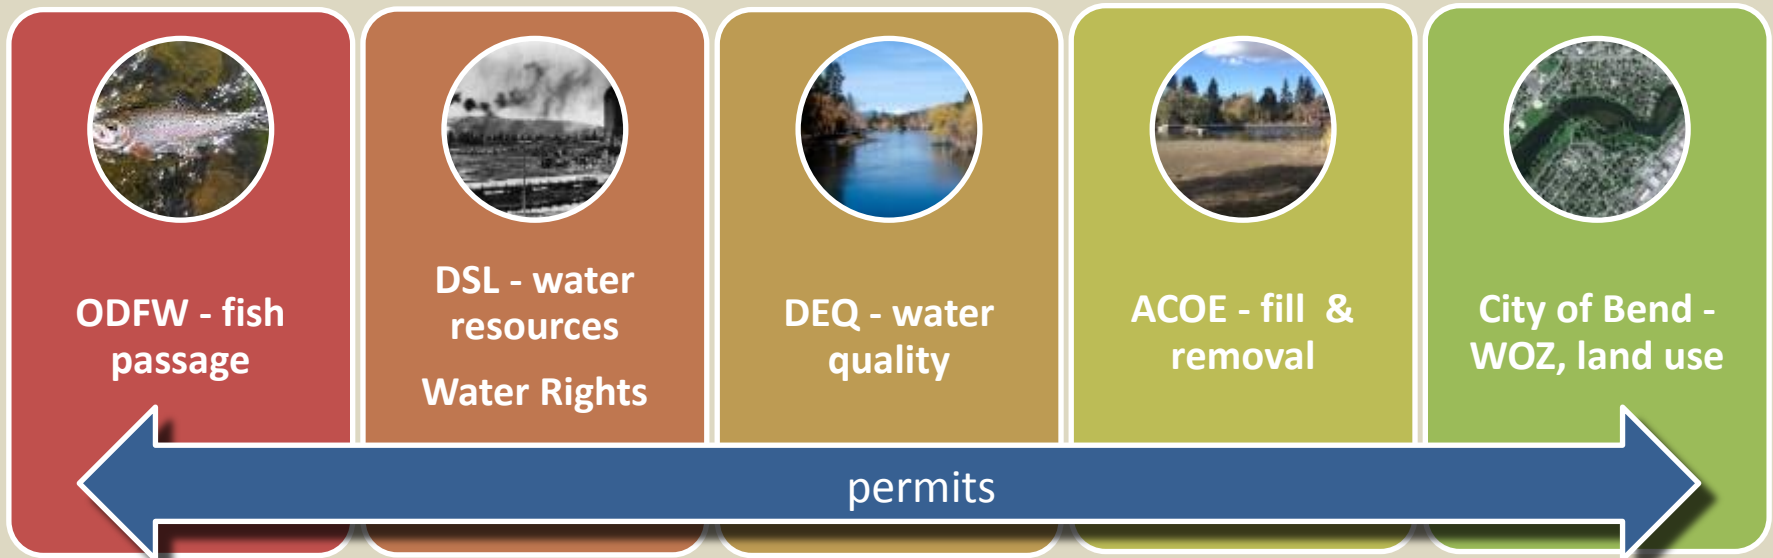 ODFW - fish
passage
DSL - water
resources
Water Rights
DEQ - water
quality
ACOE - fill & 
removal
City of Bend -
WOZ, land use
permits